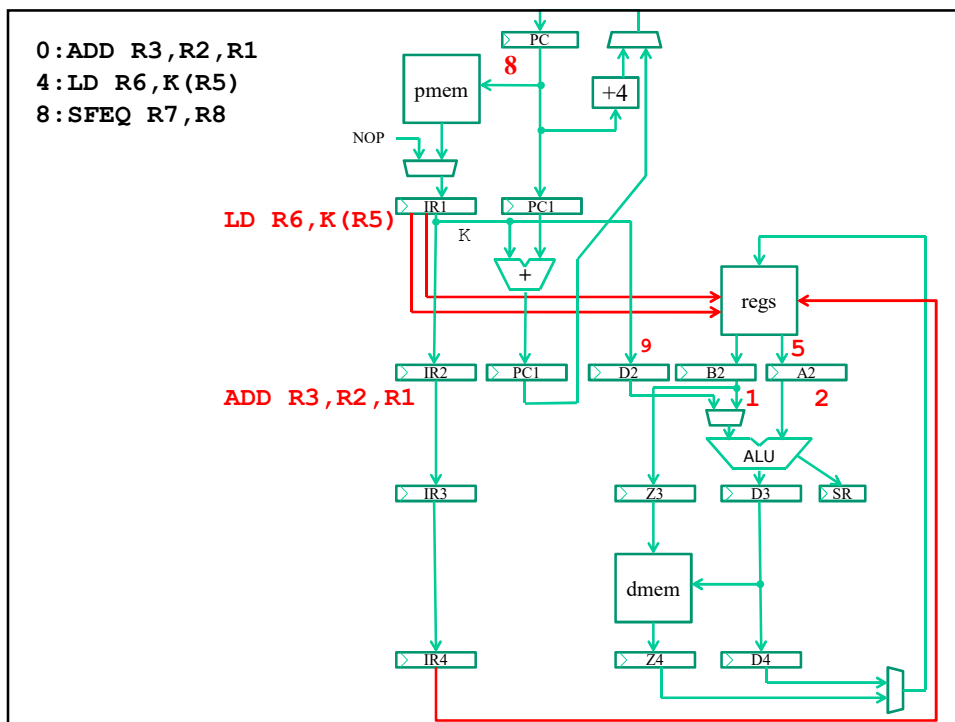 0:ADD R3,R2,R1
4:LD R6,K(R5)
8:SFEQ R7,R8
PC
8
pmem
+4
NOP
IR1
PC1
LD R6,K(R5)
K
+
regs
9
5
IR2
PC1
D2
B2
A2
ADD R3,R2,R1
1
2
ALU
IR3
Z3
D3
SR
dmem
IR4
Z4
D4